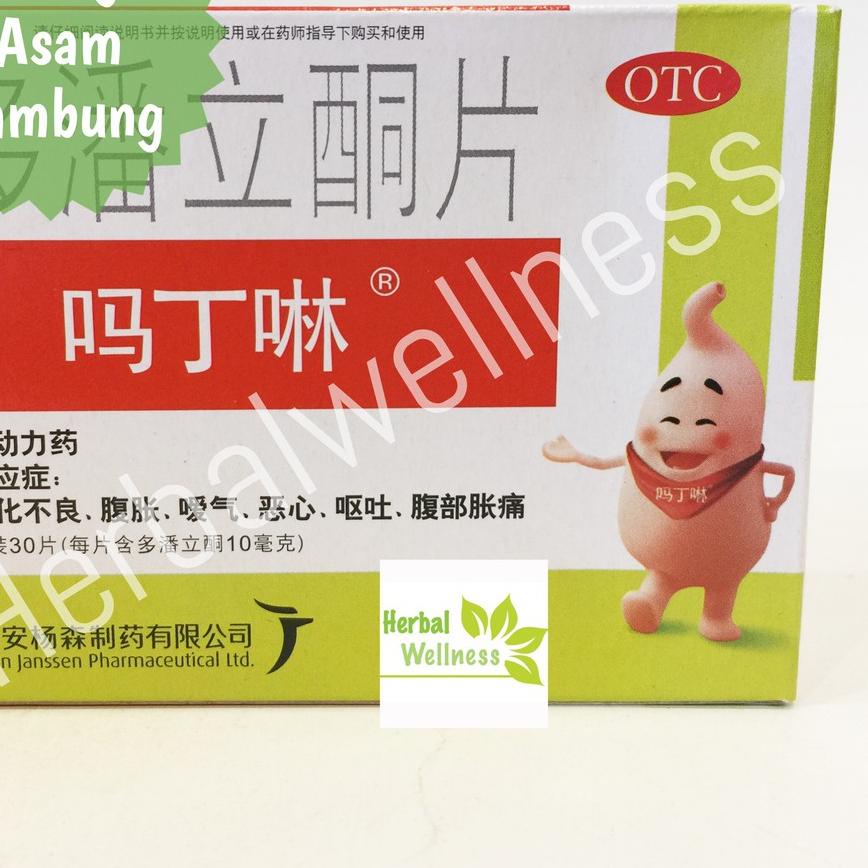 Asam
ambung
请仔细阅读说明书并按说明使用或在药师指导下购买和使用
OTC
多潘立酮片
吗丁啉®
动力药
应症：
化不良、腹胀、嗳气、恶心、呕吐、腹部胀痛
装30片(每片含多潘立酮10毫克)
吗丁啉
安杨森制药有限公司
n Janssen Pharmaceutical Ltd.
Herbal
Wellness
Herbalwellness